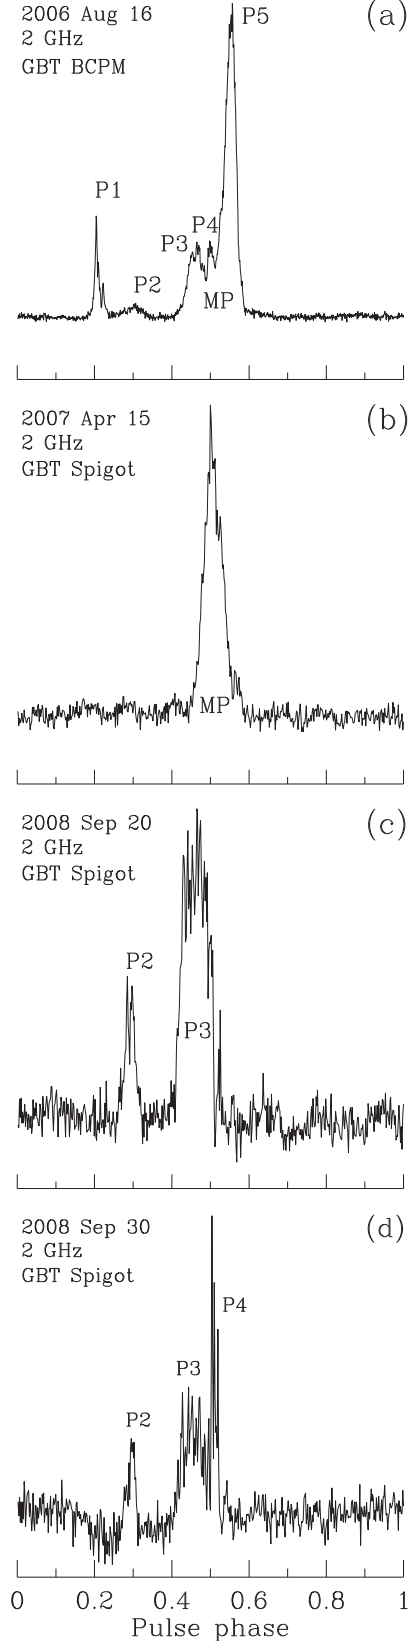 2006 Aug 16
(a)
2 GHz
GBT BCPM
P5
P1
P4
P3
P2
MP
2007 Apr 15
(b)
2 GHz
GBT Spigot
MP
2008 Sep 20
(c)
2 GHz
GBT Spigot
P2
P3
2008 Sep 30
(d)
2 GHz
GBT Spigot
P4
P3
P2
0 0.2 0.4 0.6 0.8 1
Pulse phase